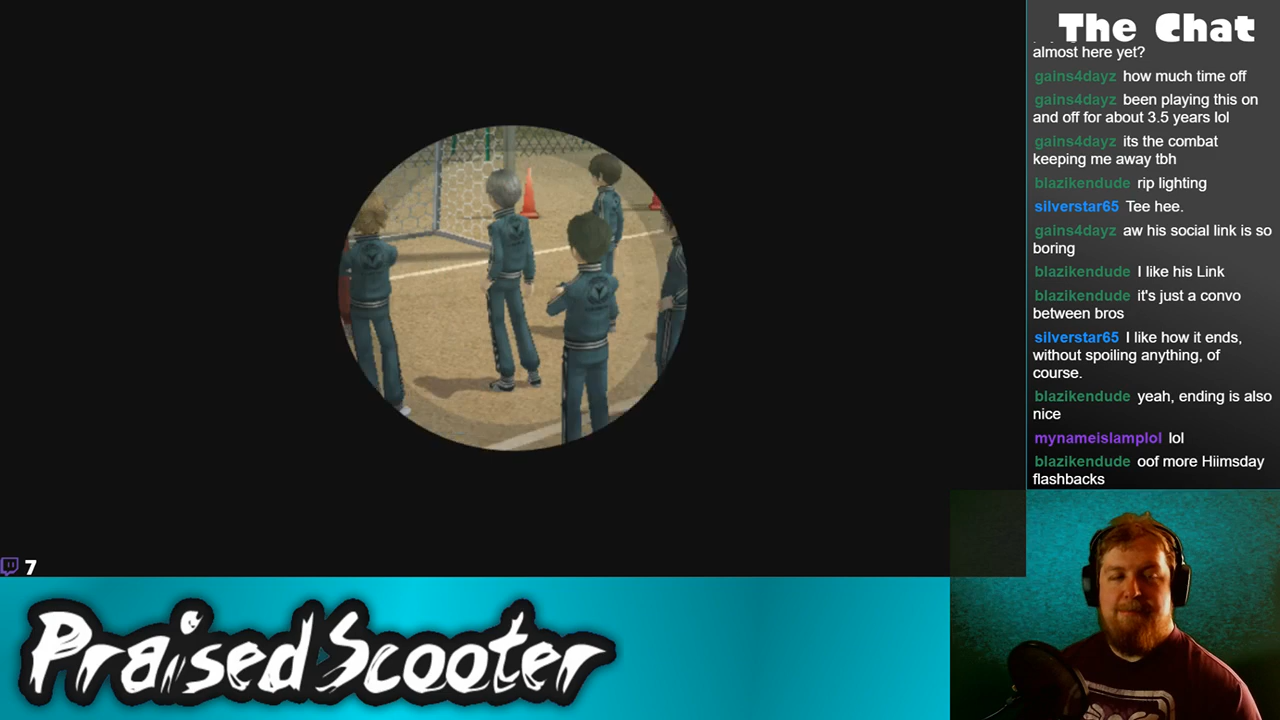 The Chat
almost here yet?
gains4dayz how much time off
gains4dayz been playing this on
and off for about 3.5 years lol
gains4dayz its the combat
keeping me away tbh
blazikendude rip lighting
silverstar65 Tee hee.
gains4dayz aw his social link is so
boring
blazikendude I like his Link
blazikendude it's just a convo
between bros
silverstar65 I like how it ends,
without spoiling anything, of
course.
blazikendude yeah, ending is also
nice
mynameislamplol lol
blazikendude oof more Hiimsday
flashbacks
7
PraisedScooter